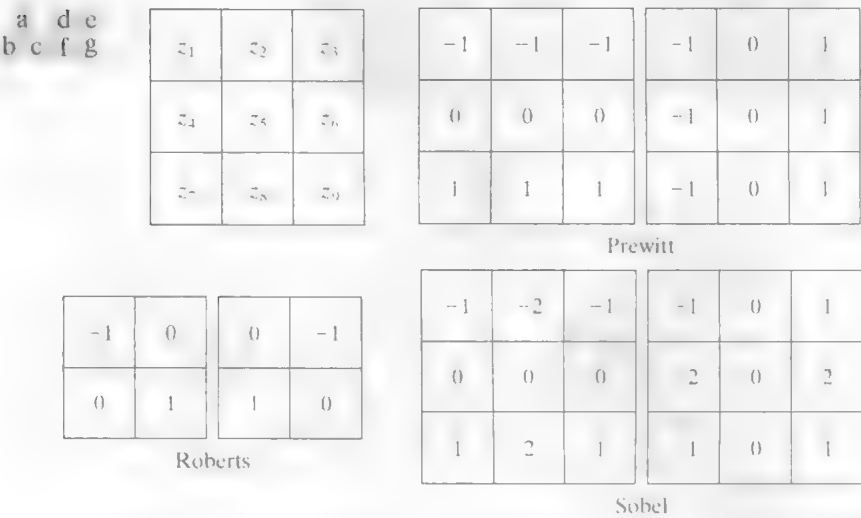 a d e
b c f g
z₁ z₂ z₃
z₄ z₅ z₆
z₇ z₈ z₉
−1 −1 −1
0 0 0
1 1 1
−1 0 1
−1 0 1
−1 0 1
Prewitt
−1 0
0 1
0 −1
1 0
Roberts
−1 −2 −1
0 0 0
1 2 1
−1 0 1
2 0 2
1 0 1
Sobel